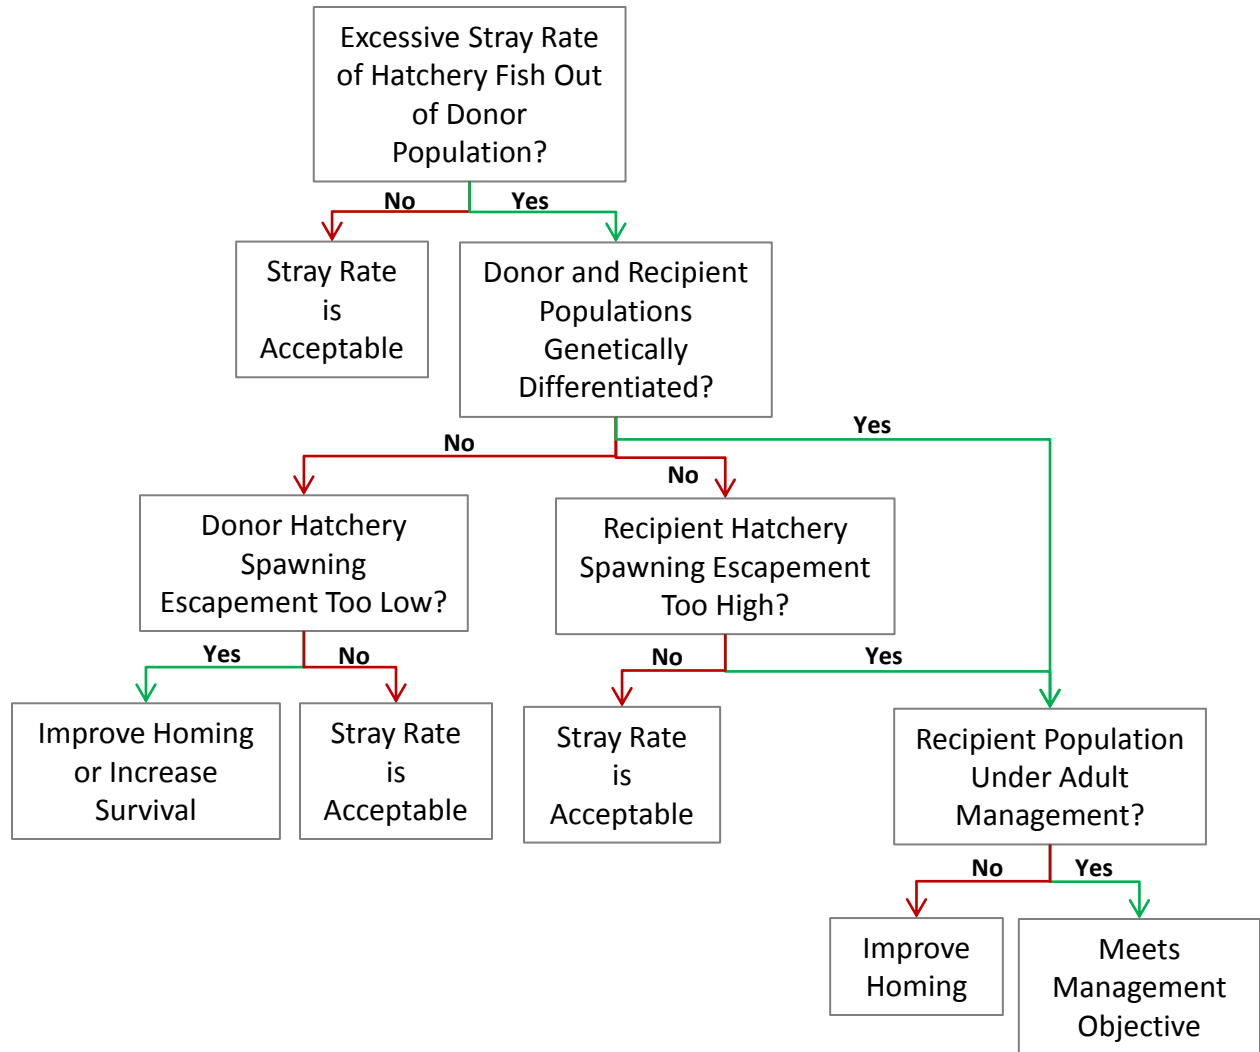 Excessive Stray Rate
of Hatchery Fish Out
of Donor
Population?
No
Yes
Stray Rate
is
Acceptable
Donor and Recipient
Populations
Genetically
Differentiated?
No
No
Yes
Donor Hatchery
Spawning
Escapement Too Low?
Recipient Hatchery
Spawning Escapement
Too High?
Yes
No
No
Yes
Improve Homing
or Increase
Survival
Stray Rate
is
Acceptable
Stray Rate
is
Acceptable
Recipient Population
Under Adult
Management?
No
Yes
Improve
Homing
Meets
Management
Objective